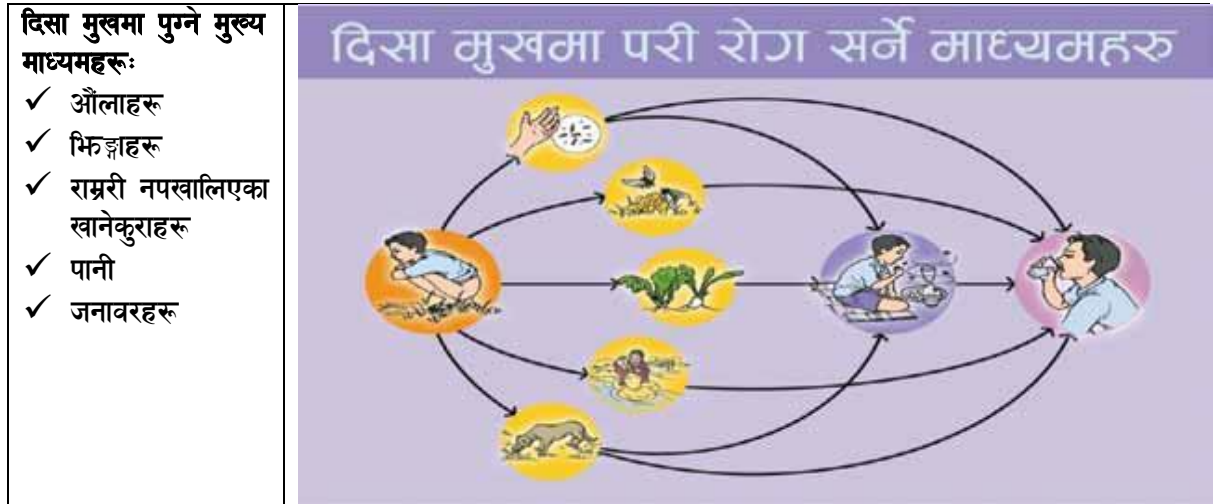 दिसा मुखमा पुग्ने मुख्य
माध्यमहरूः
✓ औंलाहरू
✓ झिङ्गाहरू
✓ राम्ररी नपखालिएका
खानेकुराहरू
✓ पानी
✓ जनावरहरू
दिसा मुखमा परी रोग सर्ने माध्यमहरु